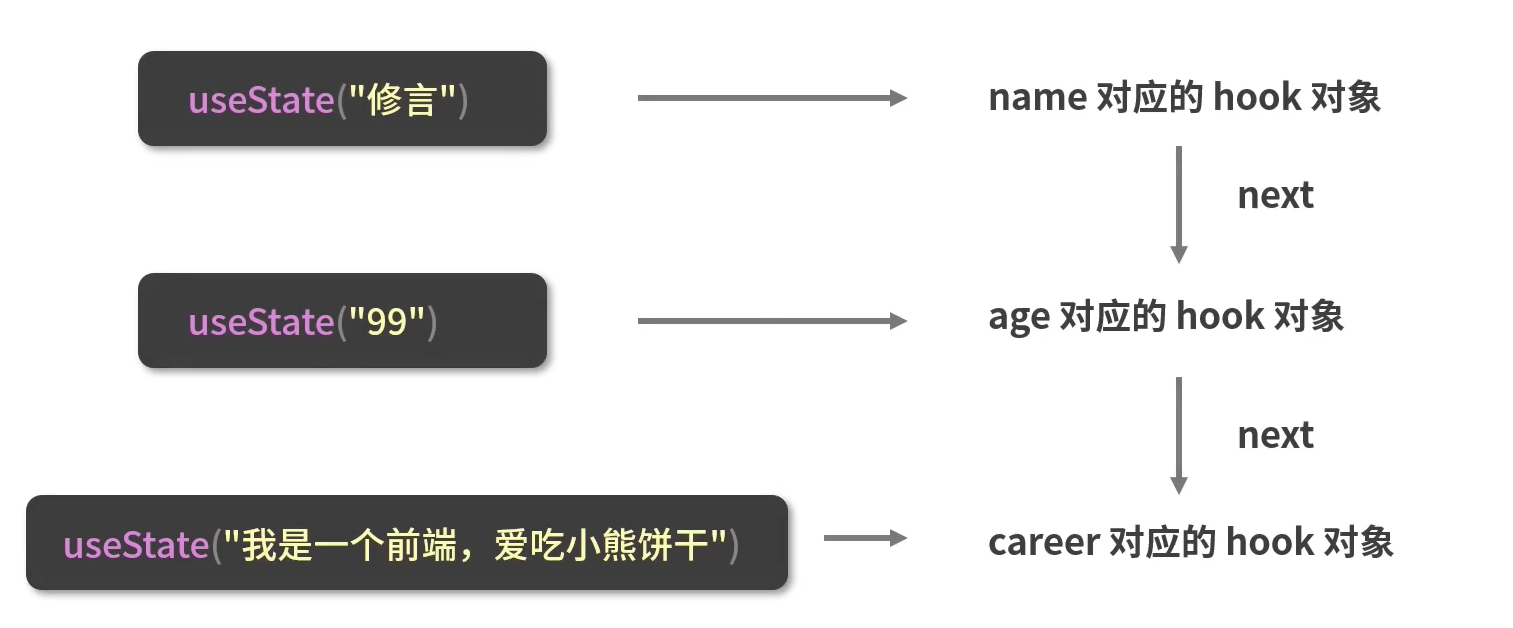 useState("修言")
name 对应的 hook 对象
next
useState("99")
age 对应的 hook 对象
next
useState("我是一个前端，爱吃小熊饼干")
career 对应的 hook 对象